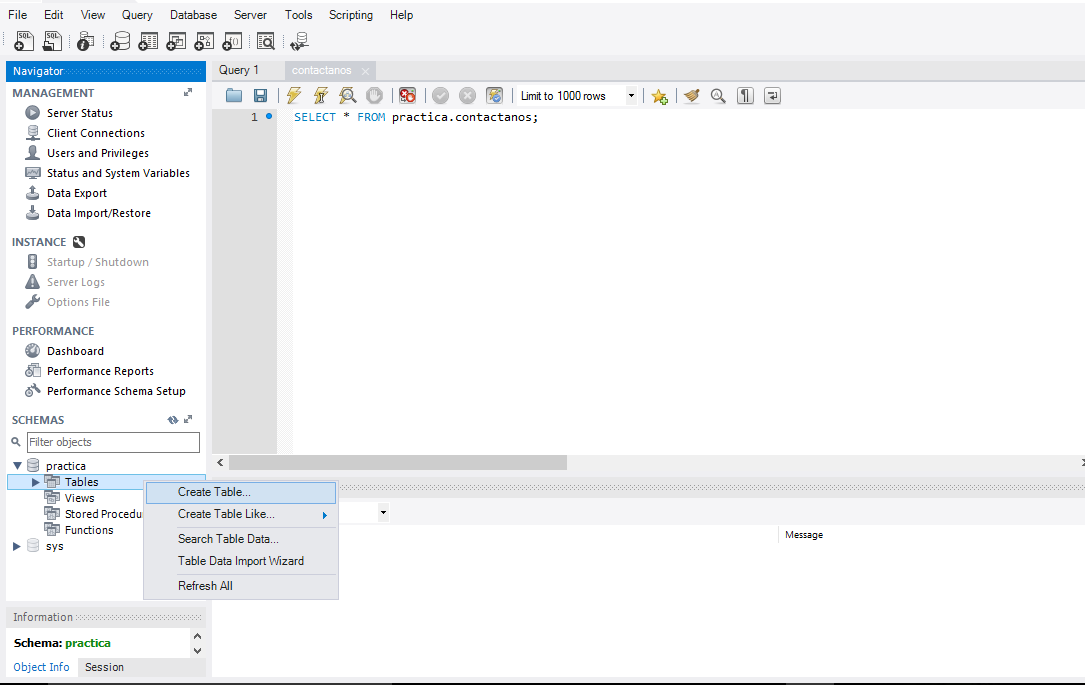 File Edit View Query Database Server Tools Scripting Help
Navigator
MANAGEMENT
Server Status
Client Connections
Users and Privileges
Status and System Variables
Data Export
Data Import/Restore
INSTANCE
Startup / Shutdown
Server Logs
Options File
PERFORMANCE
Dashboard
Performance Reports
Performance Schema Setup
SCHEMAS
Filter objects
practica
Tables
Views
Stored Procedu
Functions
sys
Information
Schema: practica
Object Info Session
Query 1 contactanos
Limit to 1000 rows
1 SELECT * FROM practica.contactanos;
Create Table...
Create Table Like...
Search Table Data...
Table Data Import Wizard
Refresh All
Message